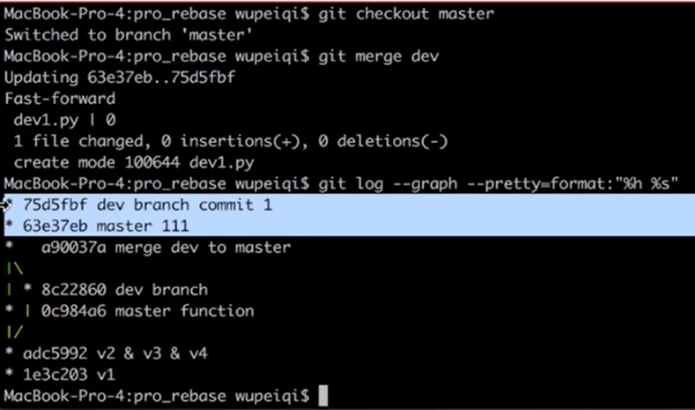 MacBook-Pro-4:pro_rebase wupeiqi$ git checkout master
Switched to branch 'master'
MacBook-Pro-4:pro_rebase wupeiqi$ git merge dev
Updating 63e37eb..75d5fbf
Fast-forward
 dev1.py | 0
 1 file changed, 0 insertions(+), 0 deletions(-)
 create mode 100644 dev1.py
MacBook-Pro-4:pro_rebase wupeiqi$ git log --graph --pretty=format:"%h %s"
* 75d5fbf dev branch commit 1
* 63e37eb master 111
*   a90037a merge dev to master
|\
| * 8c22860 dev branch
* | 0c984a6 master function
|/
* adc5992 v2 & v3 & v4
* 1e3c203 v1
MacBook-Pro-4:pro_rebase wupeiqi$